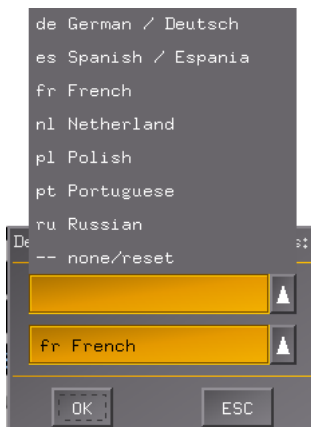 de German / Deutsch
es Spanish / Espania
fr French
nl Netherland
pl Polish
pt Portuguese
ru Russian
-- none/reset
fr French
OK
ESC